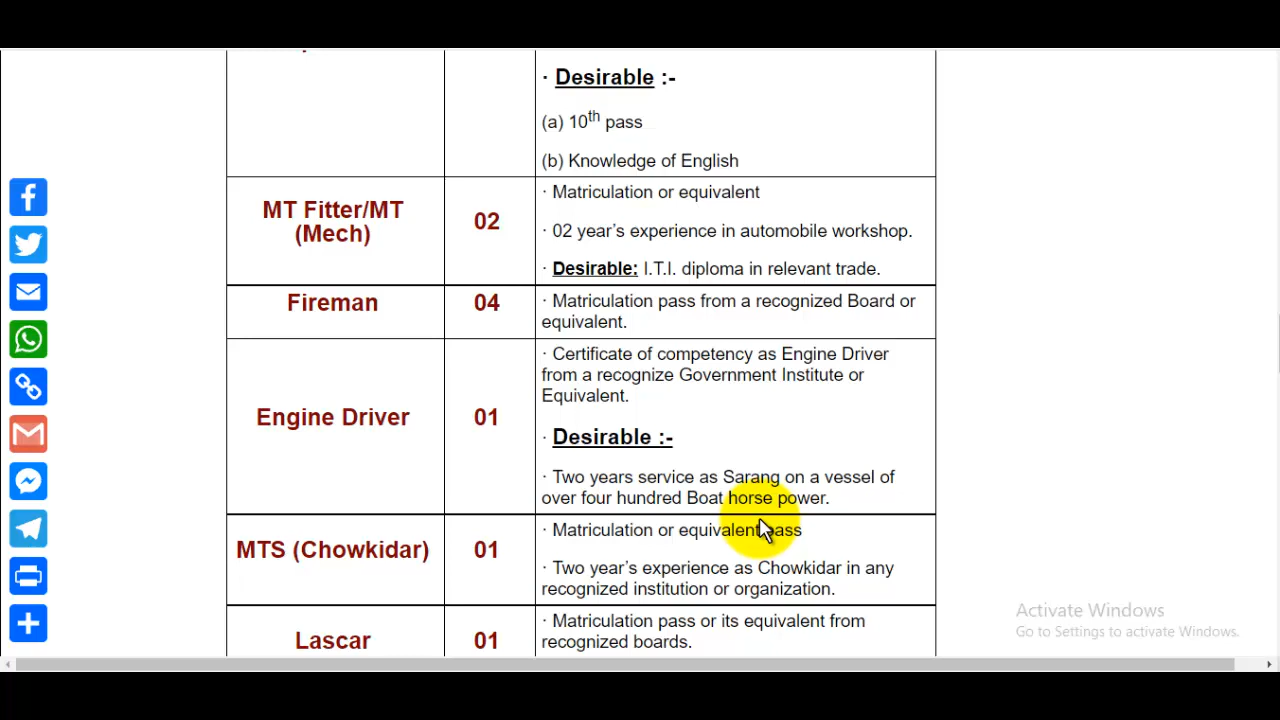 · Desirable :-
(a) 10th pass
(b) Knowledge of English
MT Fitter/MT
(Mech)
02
· Matriculation or equivalent
· 02 year's experience in automobile workshop.
· Desirable: I.T.I. diploma in relevant trade.
Fireman
04
· Matriculation pass from a recognized Board or
equivalent.
Engine Driver
01
· Certificate of competency as Engine Driver
from a recognize Government Institute or
Equivalent.
· Desirable :-
· Two years service as Sarang on a vessel of
over four hundred Boat horse power.
MTS (Chowkidar)
01
· Matriculation or equivalent pass
· Two year's experience as Chowkidar in any
recognized institution or organization.
Lascar
01
· Matriculation pass or its equivalent from
recognized boards.
Activate Windows
Go to Settings to activate Windows.